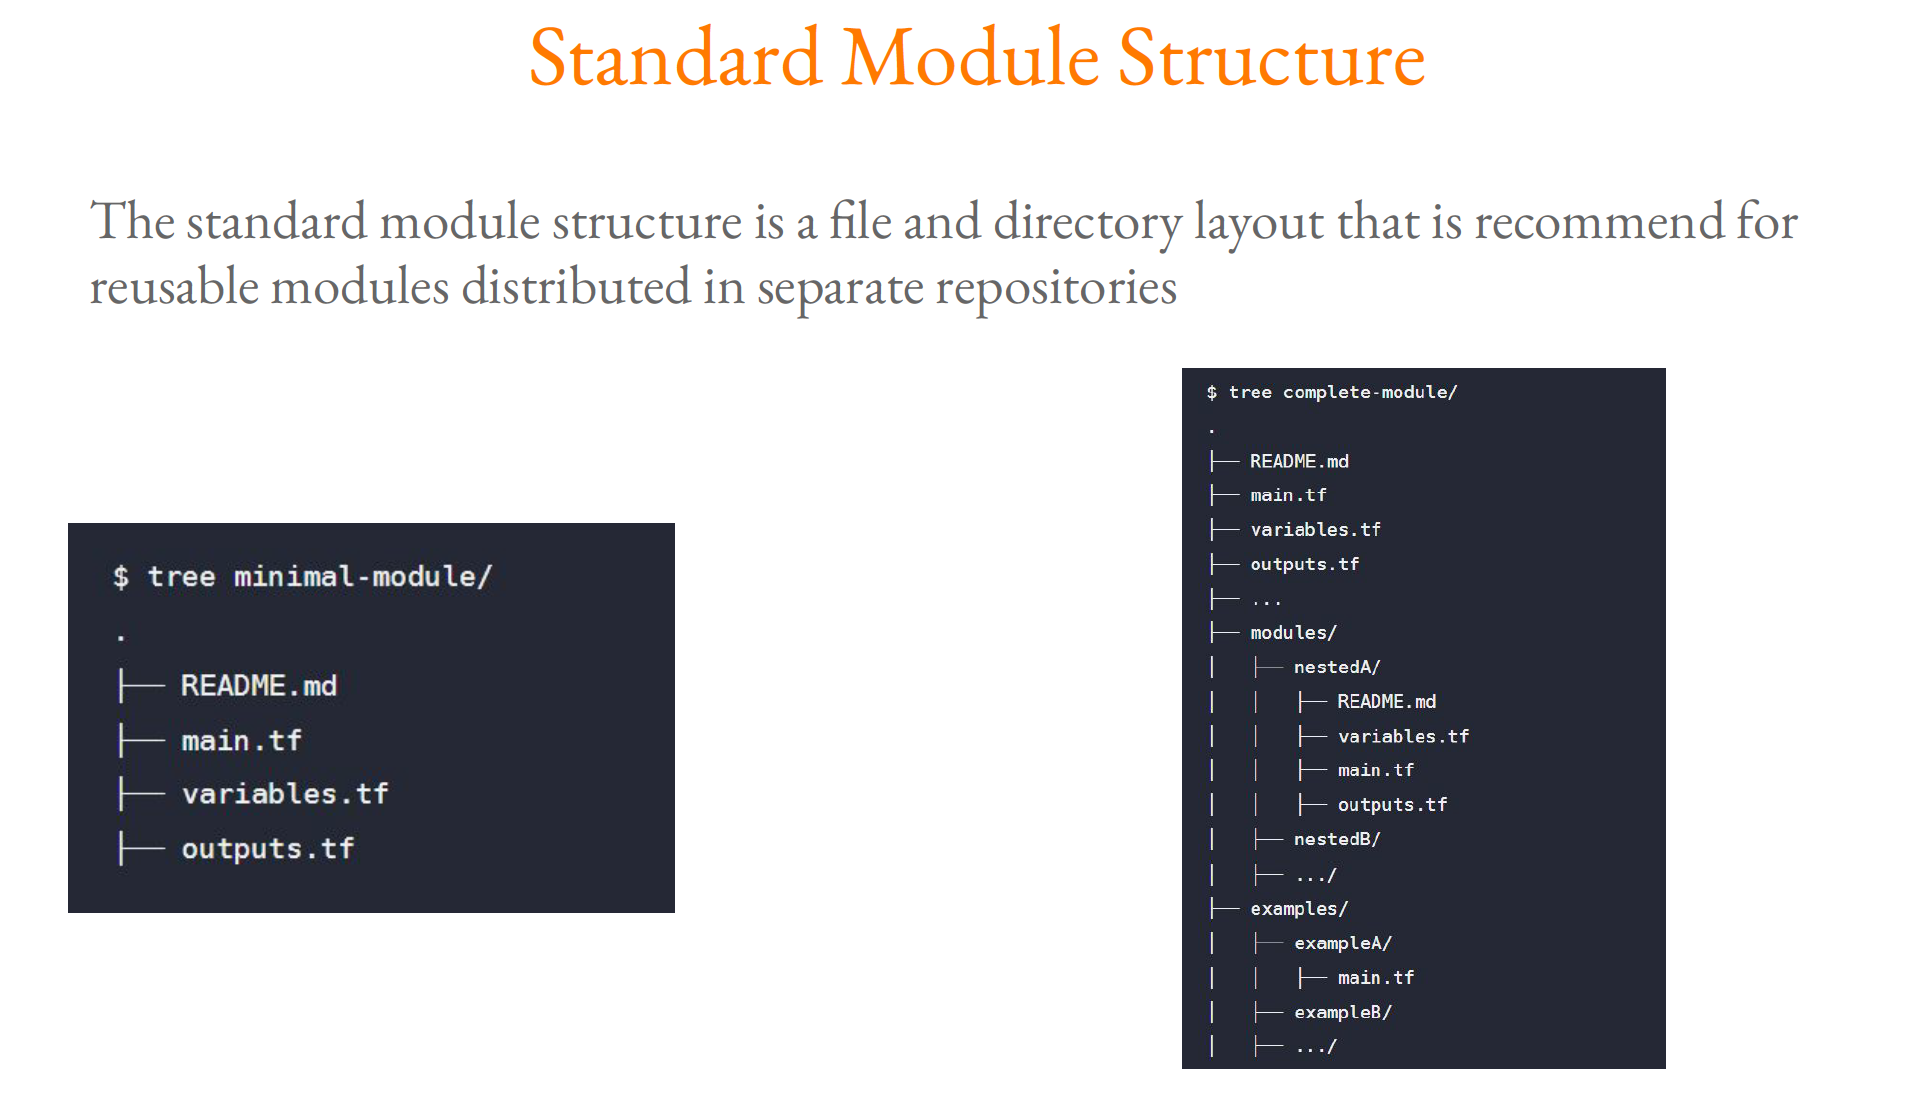 Standard Module Structure
The standard module structure is a file and directory layout that is recommend for
reusable modules distributed in separate repositories
$ tree minimal-module/
.
├── README.md
├── main.tf
├── variables.tf
├── outputs.tf
$ tree complete-module/
.
├── README.md
├── main.tf
├── variables.tf
├── outputs.tf
├── ...
├── modules/
│   ├── nestedA/
│   │   ├── README.md
│   │   ├── variables.tf
│   │   ├── main.tf
│   │   ├── outputs.tf
│   ├── nestedB/
│   ├── .../
├── examples/
│   ├── exampleA/
│   │   ├── main.tf
│   ├── exampleB/
│   ├── .../